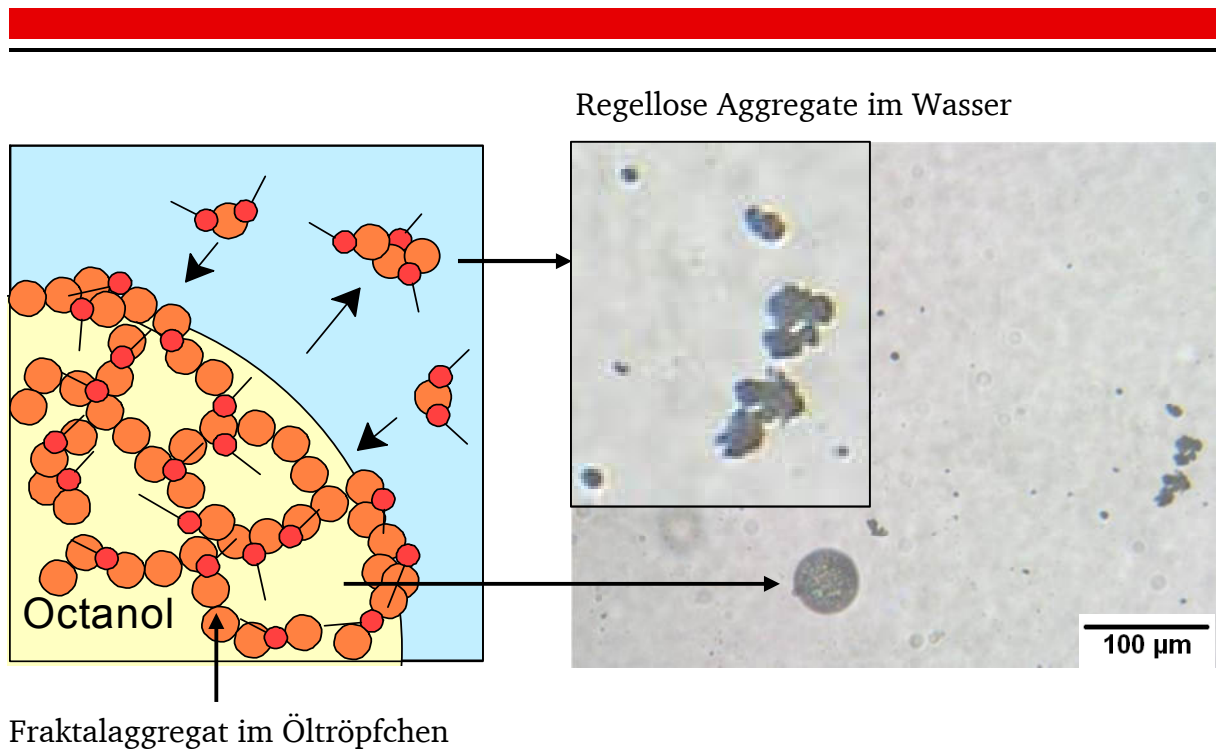 Regellose Aggregate im Wasser
Octanol
100 µm
Fraktalaggregat im Öltröpfchen